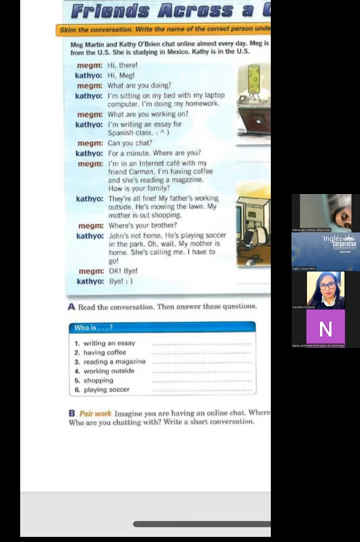 Friends Across a
Skim the conversation. Write the name of the correct person unde
Meg Martin and Kathy O'Brien chat online almost every day. Meg is
from the U.S. She is studying in Mexico. Kathy is in the U.S.
megm: Hi, there!
kathyo: Hi, Meg!
megm: What are you doing?
kathyo: I'm sitting on my bed with my laptop
computer. I'm doing my homework.
megm: What are you working on?
kathyo: I'm writing an essay for
Spanish class. :^)
megm: Can you chat?
kathyo: For a minute. Where are you?
megm: I'm in an Internet café with my
friend Carmen. I'm having coffee
and she's reading a magazine.
How is your family?
kathyo: They're all fine! My father's working
outside. He's mowing the lawn. My
mother is out shopping.
megm: Where's your brother?
kathyo: John's not home. He's playing soccer
in the park. Oh, wait. My mother is
home. She's calling me. I have to
go!
megm: OK! Bye!
kathyo: Bye! :)
A Read the conversation. Then answer these questions.
Who is . . . ?
1. writing an essay
2. having coffee
3. reading a magazine
4. working outside
5. shopping
6. playing soccer
B Pair work Imagine you are having an online chat. Where
Who are you chatting with? Write a short conversation.
Inglés
Corporativo
N